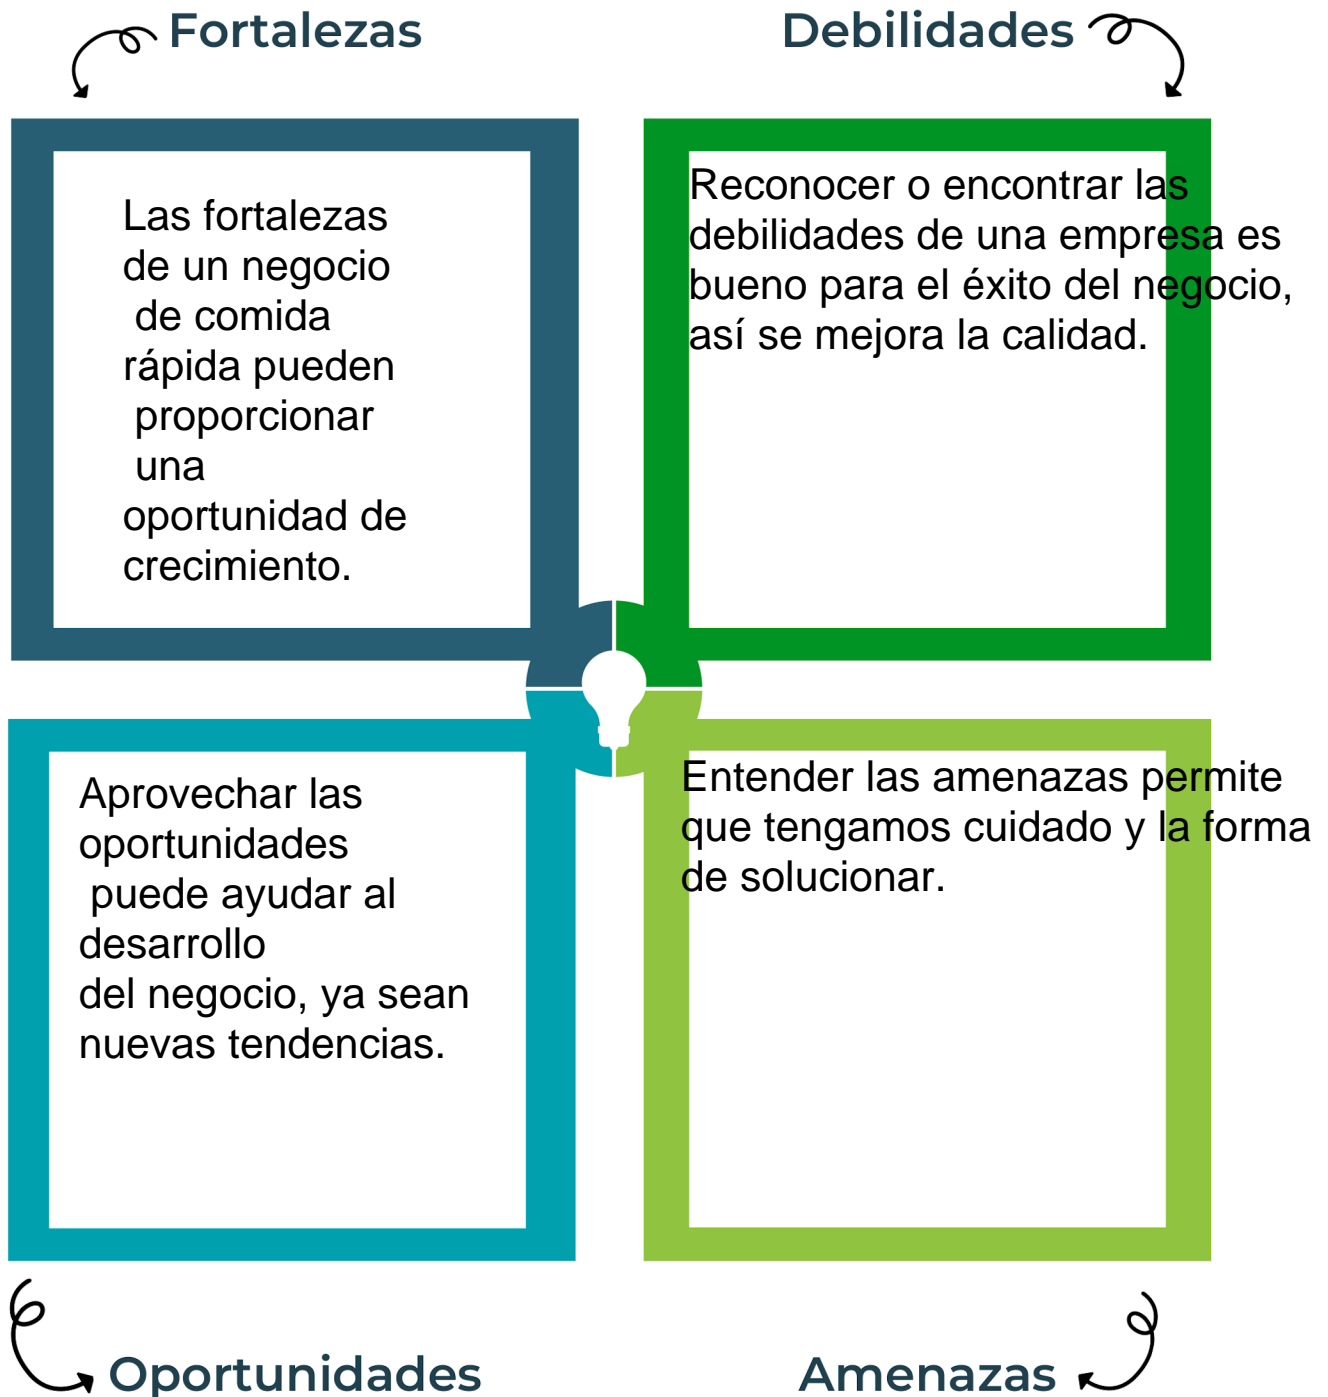 Fortalezas
Las fortalezas
de un negocio
de comida
rápida pueden
proporcionar
una
oportunidad de
crecimiento.
Debilidades
Reconocer o encontrar las
debilidades de una empresa es
bueno para el éxito del negocio,
así se mejora la calidad.
Aprovechar las
oportunidades
puede ayudar al
desarrollo
del negocio, ya sean
nuevas tendencias.
Oportunidades
Entender las amenazas permite
que tengamos cuidado y la forma
de solucionar.
Amenazas